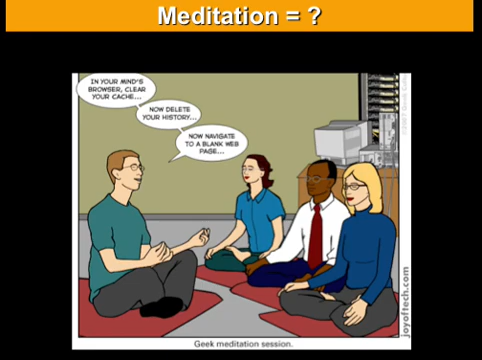 Meditation = ?
IN YOUR MIND'S
BROWSER, CLEAR
YOUR CACHE...
NOW DELETE
YOUR HISTORY...
NOW NAVIGATE
TO A BLANK WEB
PAGE...
joyoftech.com
Geek meditation session.